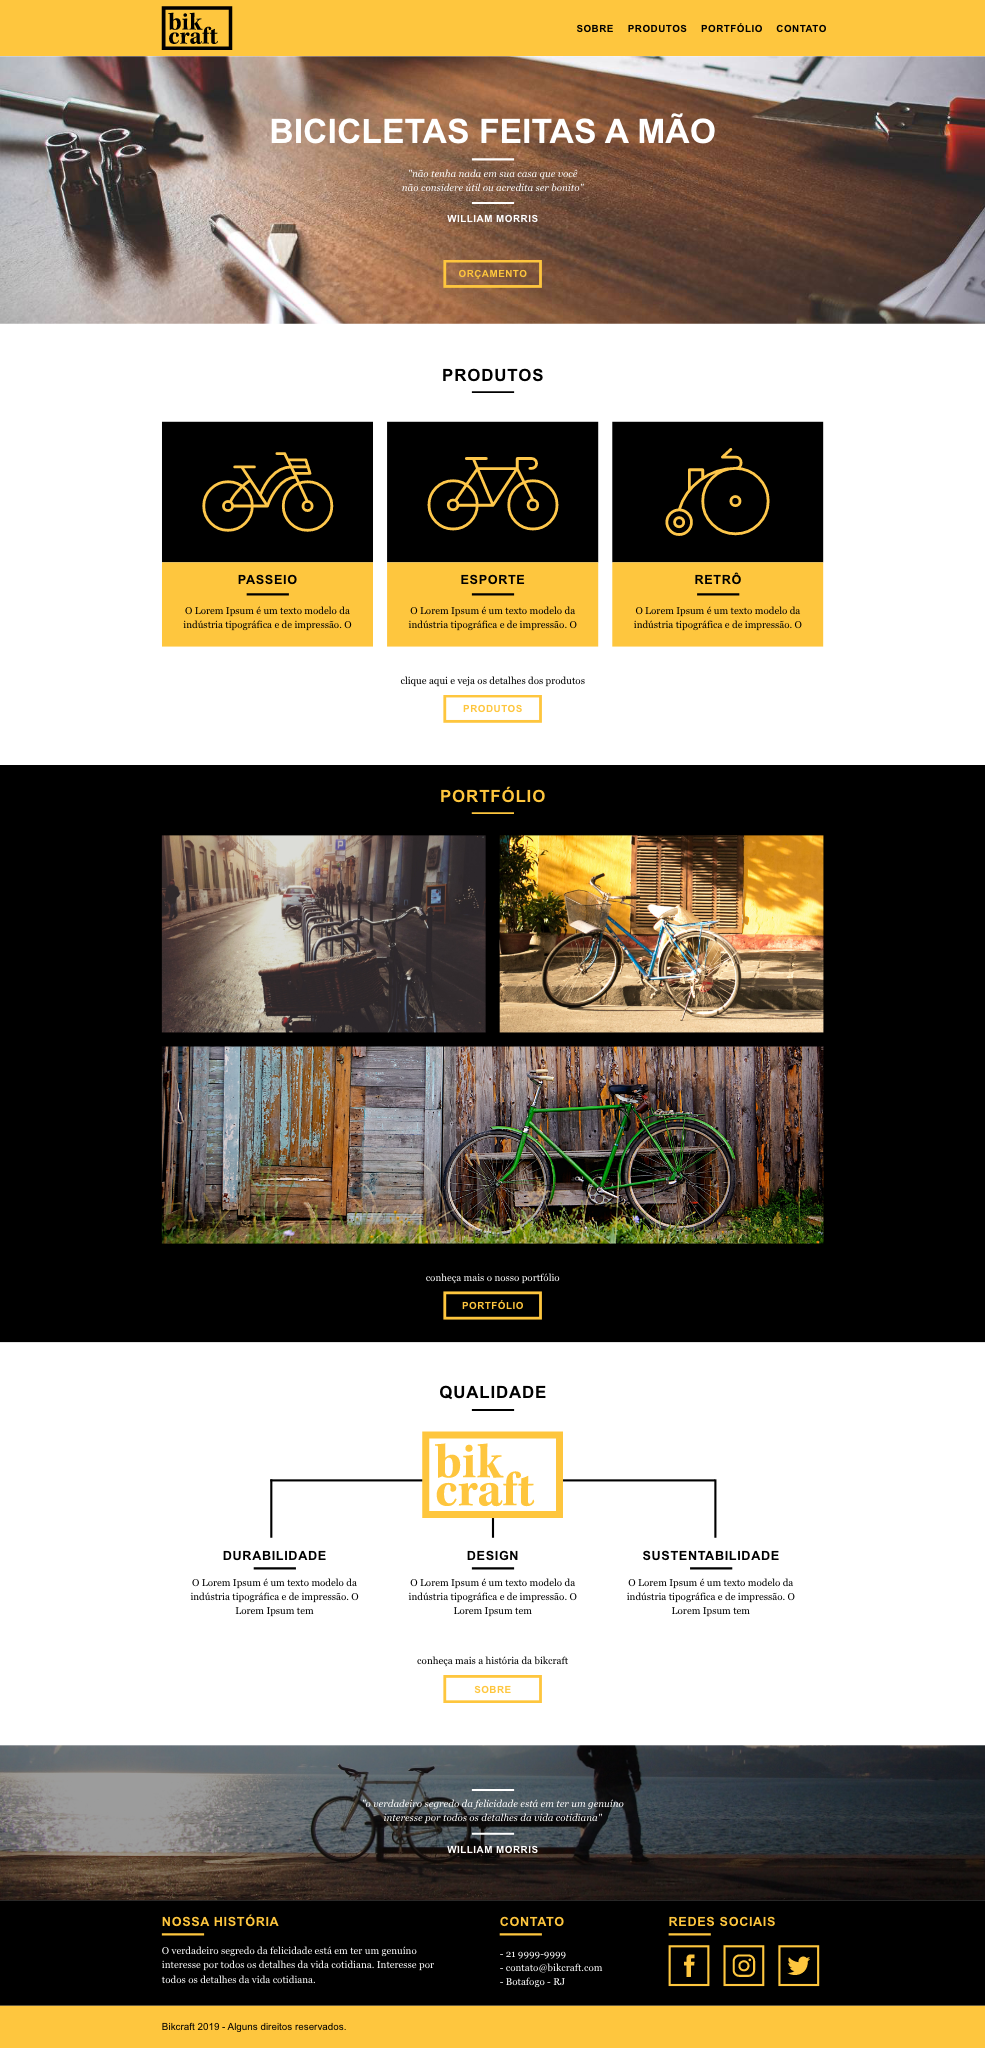 bik
craft
SOBRE PRODUTOS PORTFÓLIO CONTATO
BICICLETAS FEITAS A MÃO
"não tenha nada em sua casa que você
não considere útil ou acredita ser bonito"
WILLIAM MORRIS
ORÇAMENTO
PRODUTOS
PASSEIO
O Lorem Ipsum é um texto modelo da
indústria tipográfica e de impressão. O
ESPORTE
O Lorem Ipsum é um texto modelo da
indústria tipográfica e de impressão. O
RETRÔ
O Lorem Ipsum é um texto modelo da
indústria tipográfica e de impressão. O
clique aqui e veja os detalhes dos produtos
PRODUTOS
PORTFÓLIO
P
conheça mais o nosso portfólio
PORTFÓLIO
QUALIDADE
bik
craft
DURABILIDADE
O Lorem Ipsum é um texto modelo da
indústria tipográfica e de impressão. O
Lorem Ipsum tem
DESIGN
O Lorem Ipsum é um texto modelo da
indústria tipográfica e de impressão. O
Lorem Ipsum tem
SUSTENTABILIDADE
O Lorem Ipsum é um texto modelo da
indústria tipográfica e de impressão. O
Lorem Ipsum tem
conheça mais a história da bikcraft
SOBRE
"o verdadeiro segredo da felicidade está em ter um genuíno
interesse por todos os detalhes da vida cotidiana"
WILLIAM MORRIS
NOSSA HISTÓRIA
O verdadeiro segredo da felicidade está em ter um genuíno
interesse por todos os detalhes da vida cotidiana. Interesse por
todos os detalhes da vida cotidiana.
CONTATO
- 21 9999-9999
- contato@bikcraft.com
- Botafogo - RJ
REDES SOCIAIS
Bikcraft 2019 - Alguns direitos reservados.